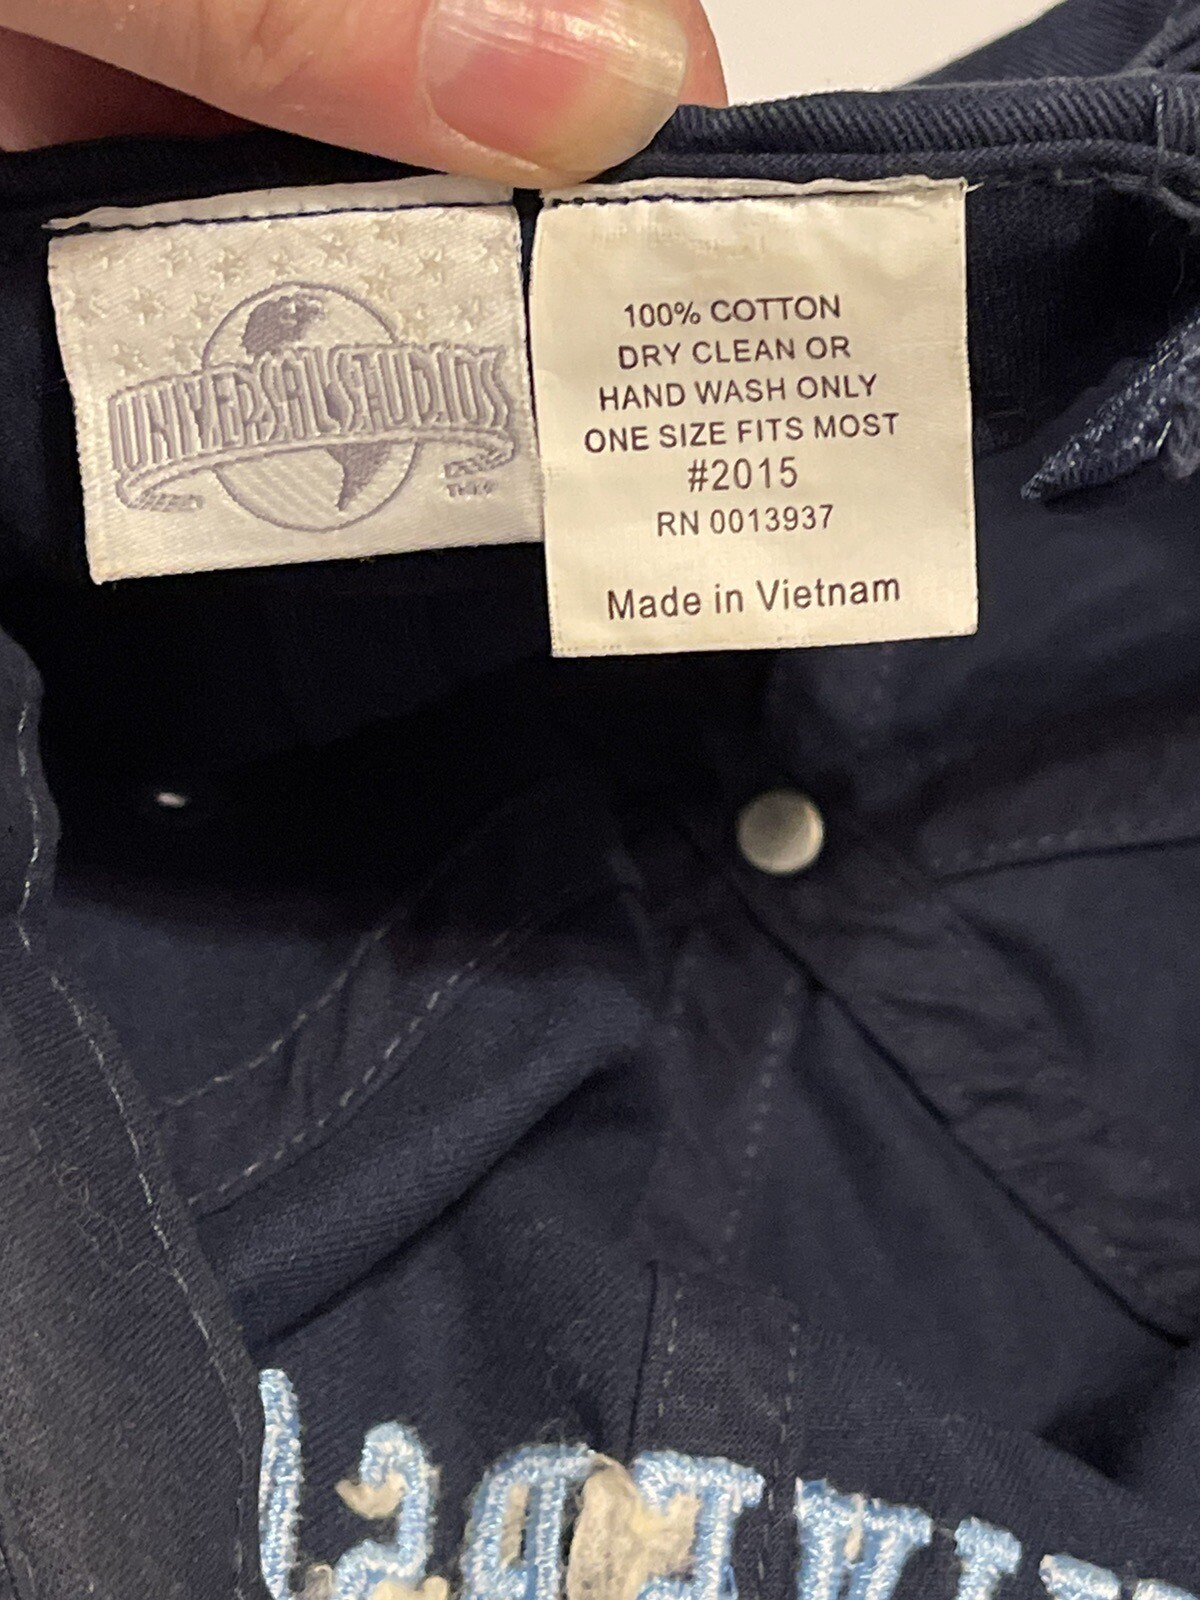 UNIVERSAL STUDIOS
100% COTTON
DRY CLEAN OR
HAND WASH ONLY
ONE SIZE FITS MOST
#2015
RN 0013937
Made in Vietnam